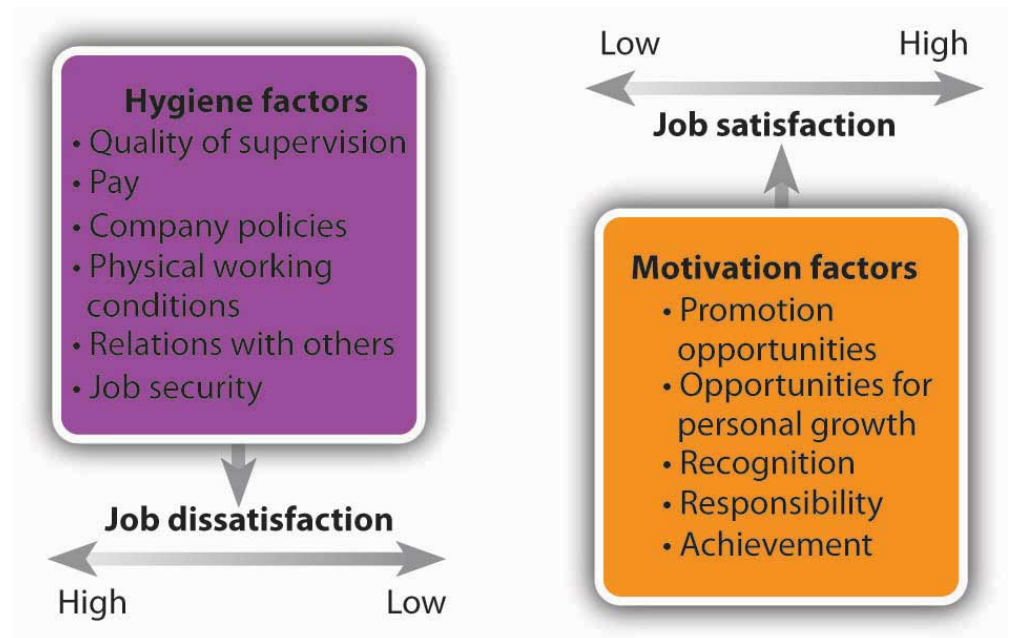 Hygiene factors
• Quality of supervision
• Pay
• Company policies
• Physical working
conditions
• Relations with others
• Job security
Job dissatisfaction
High Low
Low High
Job satisfaction
Motivation factors
• Promotion
opportunities
• Opportunities for
personal growth
• Recognition
• Responsibility
• Achievement